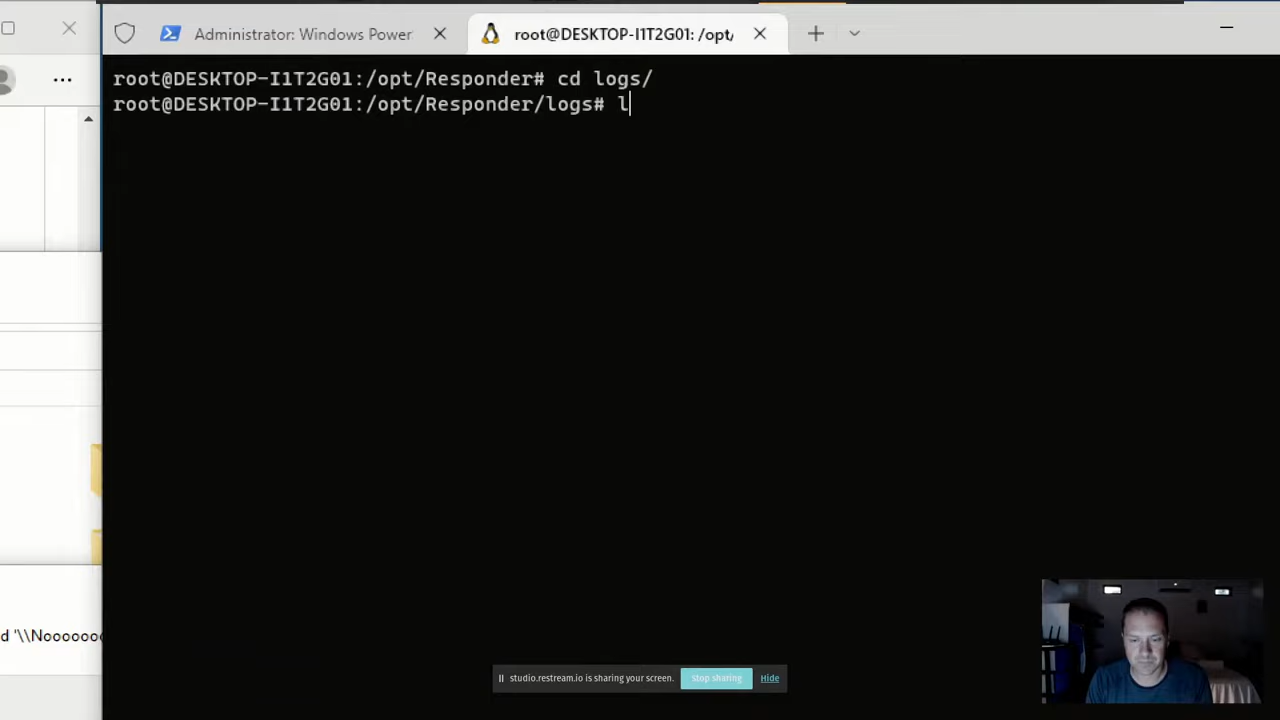 Administrator: Windows Power
root@DESKTOP-I1T2G01: /opt/
root@DESKTOP-I1T2G01:/opt/Responder# cd logs/
root@DESKTOP-I1T2G01:/opt/Responder/logs# l
d '\\Nooooooo
studio.restream.io is sharing your screen.
Stop sharing
Hide